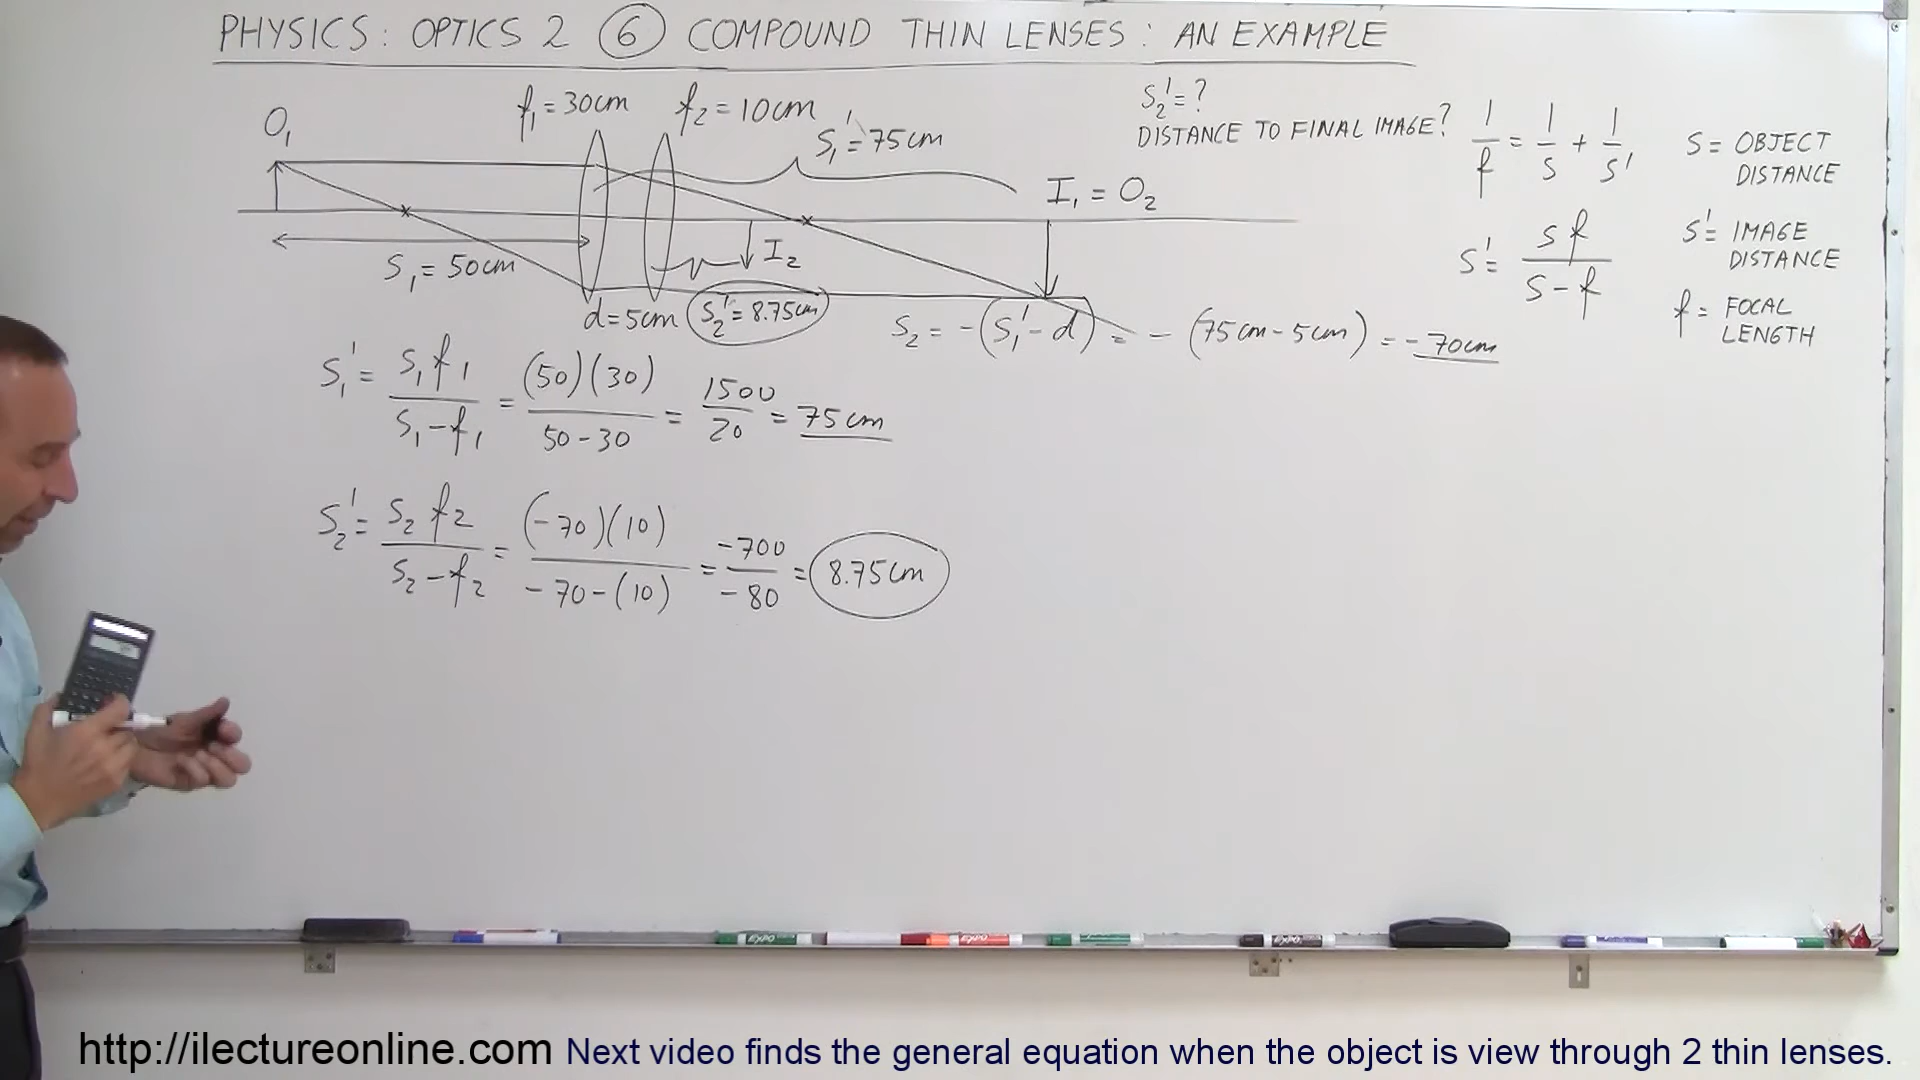 PHYSICS: OPTICS 2 ⑥ COMPOUND THIN LENSES: AN EXAMPLE
O₁
f₁ = 30cm
f₂ = 10cm
S₁' = 75cm
S₂' = ?
DISTANCE TO FINAL IMAGE?
I₁ = O₂
S₁ = 50cm
I₂
d = 5cm
S₂' = 8.75cm
S₂ = -(S₁' - d) = -(75cm - 5cm) = -70cm
1/f = 1/s + 1/s'
s' = sf/(s - f)
S = OBJECT
DISTANCE
S' = IMAGE
DISTANCE
f = FOCAL
LENGTH
S₁' = S₁f₁/(S₁ - f₁) = (50)(30)/(50 - 30) = 1500/20 = 75cm
S₂' = S₂f₂/(S₂ - f₂) = (-70)(10)/(-70 - (10)) = -700/-80 = 8.75cm
http://ilectureonline.com Next video finds the general equation when the object is view through 2 thin lenses.